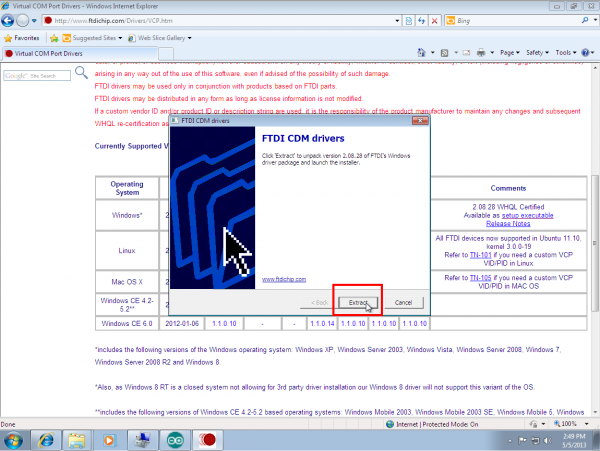 Virtual COM Port Drivers - Windows Internet Explorer
http://www.ftdichip.com/Drivers/VCP.htm
Bing
Favorites
Suggested Sites
Web Slice Gallery
Virtual COM Port Drivers
Page
Safety
Tools
Google
Site Search
arising in any way out of the use of this software, even if advised of the possibility of such damage.
FTDI drivers may be used only in conjunction with products based on FTDI parts.
FTDI drivers may be distributed in any form as long as license information is not modified.
If a custom vendor ID and/or product ID or description string are used, it is the responsibility of the product manufacturer to maintain any changes and subsequent
WHQL re-certification as
Currently Supported V
FTDI CDM drivers
FTDI CDM drivers
Click 'Extract' to unpack version 2.08.28 of FTDI's Windows
driver package and launch the installer.
www.ftdichip.com
< Back
Extract
Cancel
Operating
System
Comments
Windows*
2
2.08.28 WHQL Certified
Available as setup executable
Release Notes
Linux
2
All FTDI devices now supported in Ubuntu 11.10,
kernel 3.0.0-19
Refer to TN-101 if you need a custom VCP
VID/PID in Linux
Mac OS X
2
Refer to TN-105 if you need a custom VCP
VID/PID in MAC OS
Windows CE 4.2-
5.2**
2
Windows CE 6.0
2012-01-06
1.1.0.10
-
-
1.1.0.14
1.1.0.10
1.1.0.10
1.1.0.10
*includes the following versions of the Windows operating system: Windows XP, Windows Server 2003, Windows Vista, Windows Server 2008, Windows 7,
Windows Server 2008 R2 and Windows 8.
*Also, as Windows 8 RT is a closed system not allowing for 3rd party driver installation our Windows 8 driver will not support this variant of the OS.
**includes the following versions of Windows CE 4.2-5.2 based operating systems: Windows Mobile 2003, Windows Mobile 2003 SE, Windows Mobile 5, Windows
Done
Internet | Protected Mode: On
100%
2:49 PM
5/5/2013